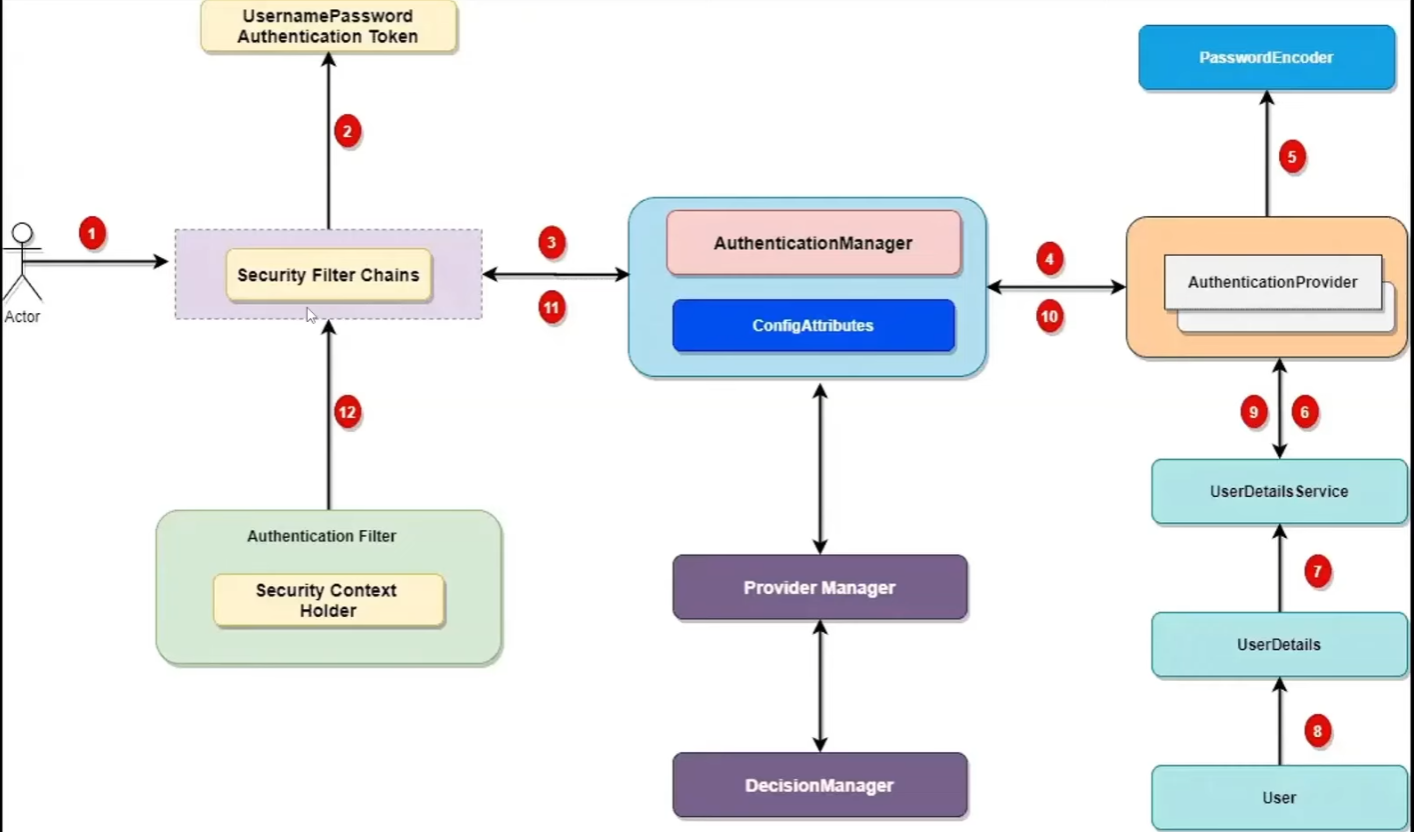 UsernamePassword
Authentication Token
PasswordEncoder
2
5
1
Actor
Security Filter Chains
3
11
AuthenticationManager
ConfigAttributes
4
10
AuthenticationProvider
12
9
6
Authentication Filter
Security Context
Holder
Provider Manager
DecisionManager
UserDetailsService
7
UserDetails
8
User